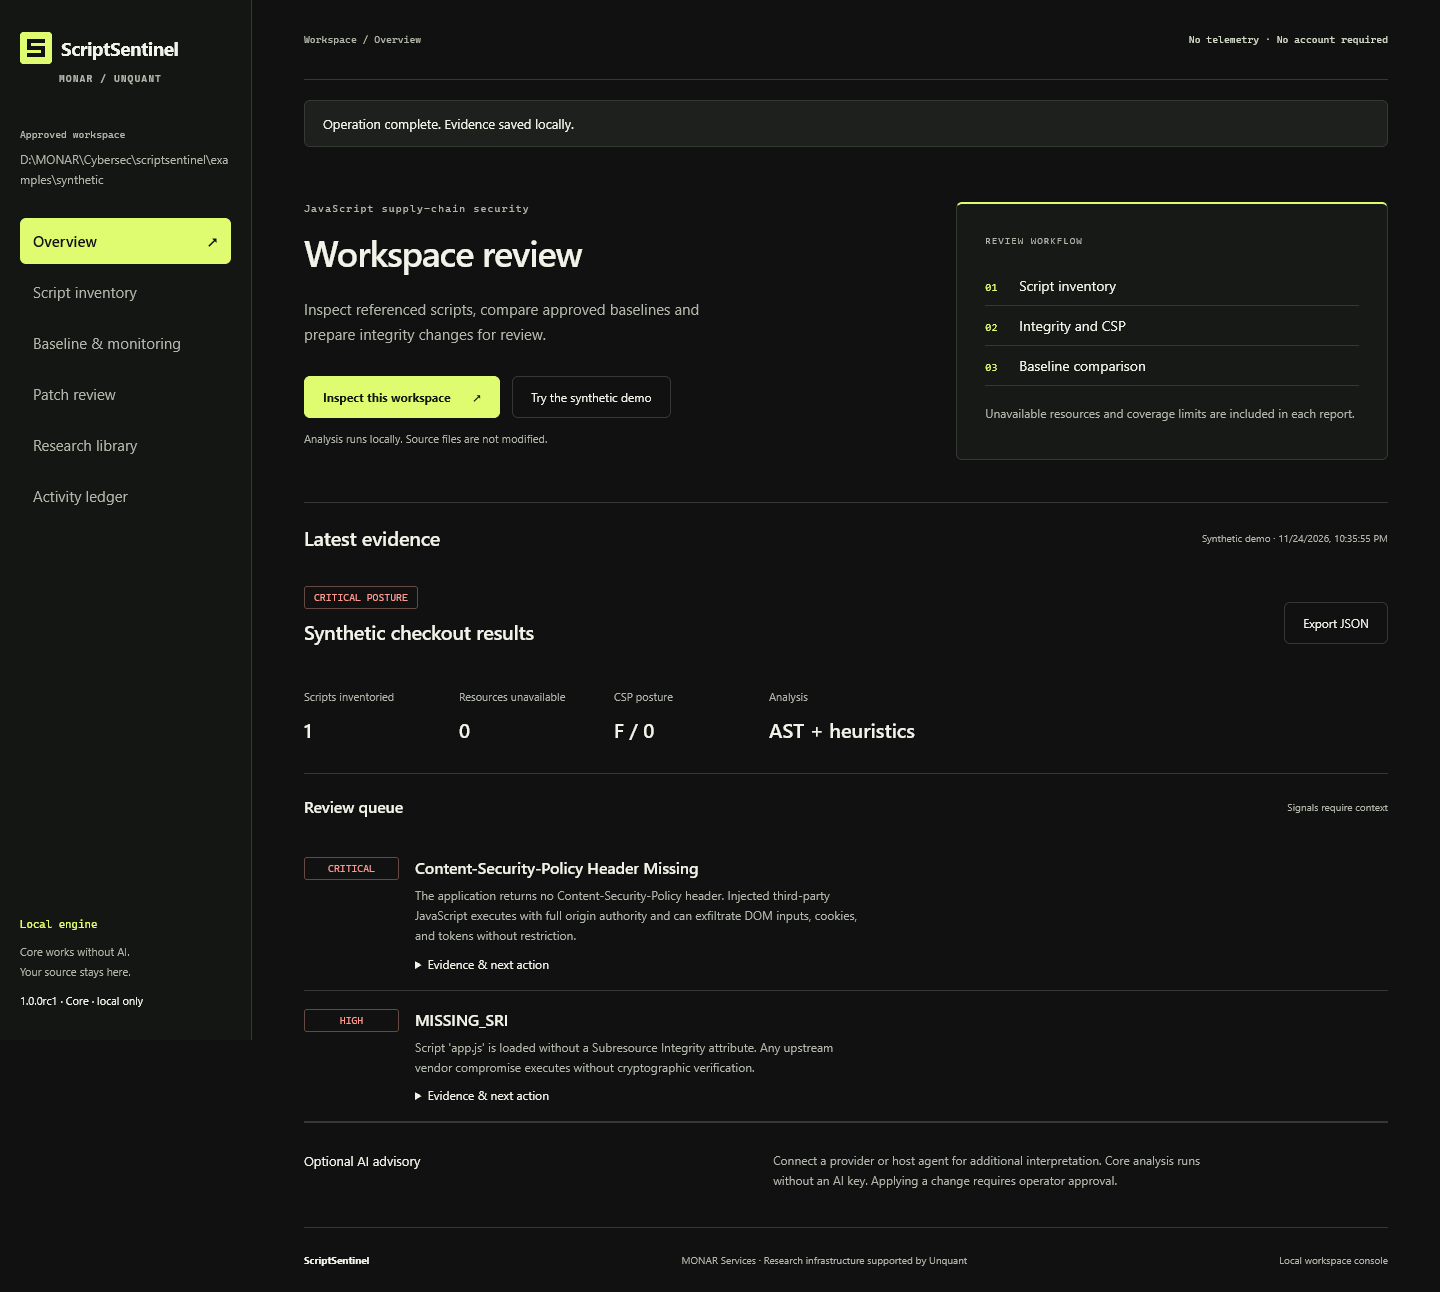 ScriptSentinel
MONAR / UNQUANT
Approved workspace
D:\MONAR\Cybersec\scriptsentinel\exa
mples\synthetic
Overview ↗
Script inventory
Baseline & monitoring
Patch review
Research library
Activity ledger
Local engine
Core works without AI.
Your source stays here.
1.0.0rc1 · Core · local only
Workspace / Overview
No telemetry · No account required
Operation complete. Evidence saved locally.
JavaScript supply-chain security
Workspace review
Inspect referenced scripts, compare approved baselines and
prepare integrity changes for review.
Inspect this workspace ↗
Try the synthetic demo
Analysis runs locally. Source files are not modified.
REVIEW WORKFLOW
01 Script inventory
02 Integrity and CSP
03 Baseline comparison
Unavailable resources and coverage limits are included in each report.
Latest evidence
Synthetic demo · 11/24/2026, 10:35:55 PM
CRITICAL POSTURE
Synthetic checkout results
Export JSON
Scripts inventoried
1
Resources unavailable
0
CSP posture
F / 0
Analysis
AST + heuristics
Review queue
Signals require context
CRITICAL
Content-Security-Policy Header Missing
The application returns no Content-Security-Policy header. Injected third-party
JavaScript executes with full origin authority and can exfiltrate DOM inputs, cookies,
and tokens without restriction.
▶ Evidence & next action
HIGH
MISSING_SRI
Script 'app.js' is loaded without a Subresource Integrity attribute. Any upstream
vendor compromise executes without cryptographic verification.
▶ Evidence & next action
Optional AI advisory
Connect a provider or host agent for additional interpretation. Core analysis runs
without an AI key. Applying a change requires operator approval.
ScriptSentinel
MONAR Services · Research infrastructure supported by Unquant
Local workspace console